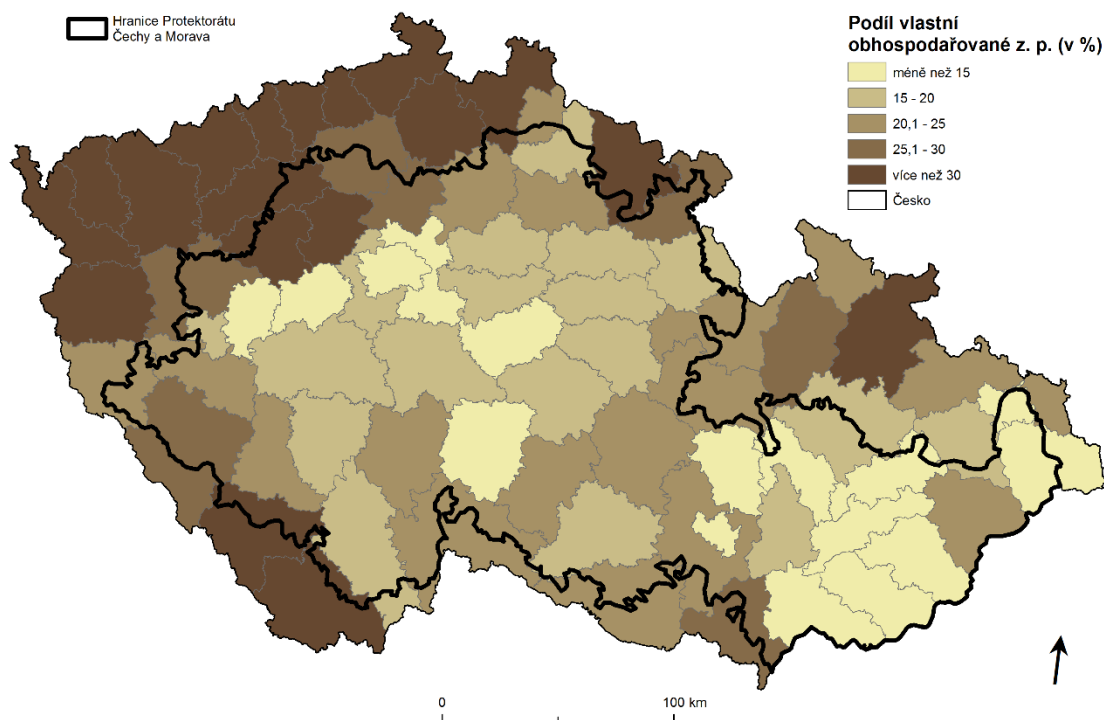 Hranice Protektorátu
Čechy a Morava
Podíl vlastní
obhospodařované z. p. (v %)
méně než 15
15 - 20
20,1 - 25
25,1 - 30
více než 30
Česko
0
100 km